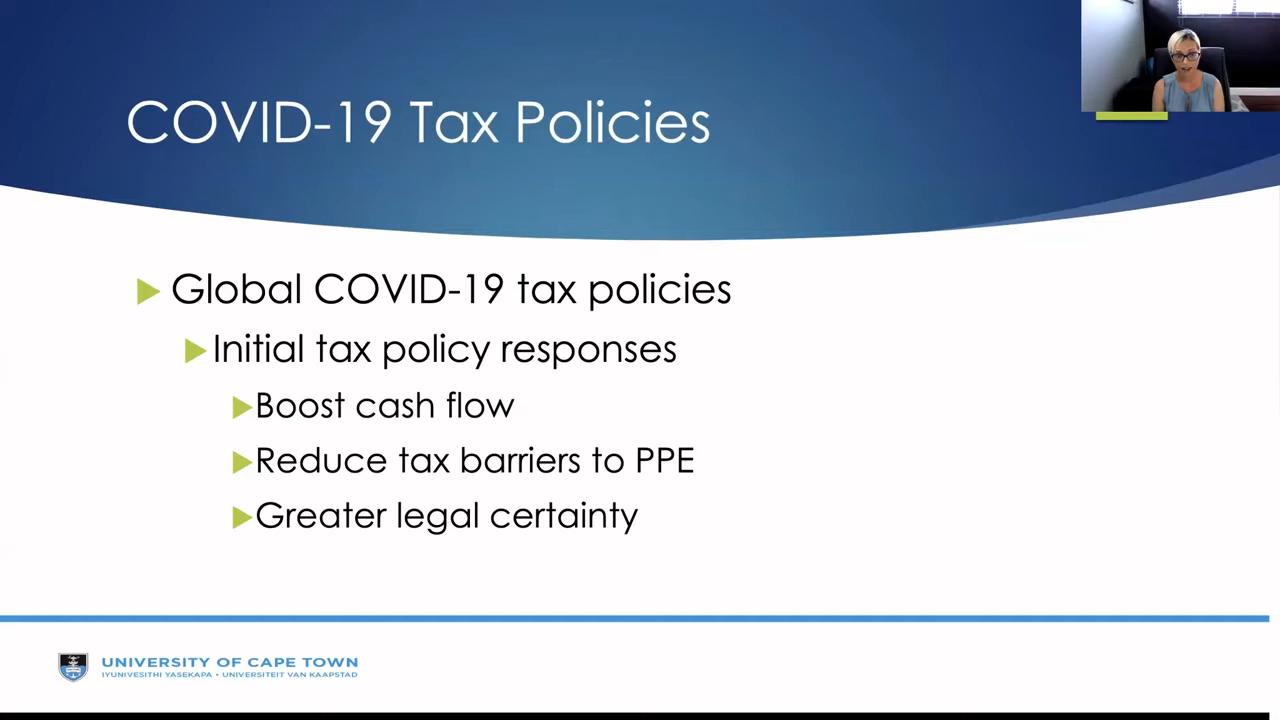 COVID-19 Tax Policies
Global COVID-19 tax policies
Initial tax policy responses
Boost cash flow
Reduce tax barriers to PPE
Greater legal certainty
UNIVERSITY OF CAPE TOWN
IYUNIVESITHI YASEKAPA • UNIVERSITEIT VAN KAAPSTAD